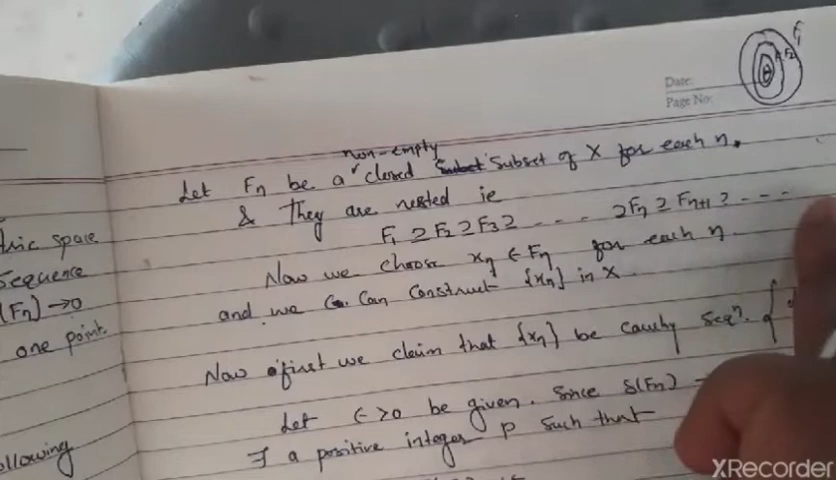 Date:
Page No:
F1
F2
non-empty
Let Fn be a closed subset of X for each n.
& They are nested ie
F1 ⊇ F2 ⊇ F3 ⊇ - - - - ⊇ Fn ⊇ Fn+1 ⊇ - - - -
Now we choose xn ∈ Fn for each n
and we can construct {xn} in X
Now first we claim that {xn} be cauchy seqn. {
Let ε >0 be given. Since δ(Fn)
∃ a positive integer p such that
tric space
sequence
(Fn) → 0
one point.
ollowing
XRecorder